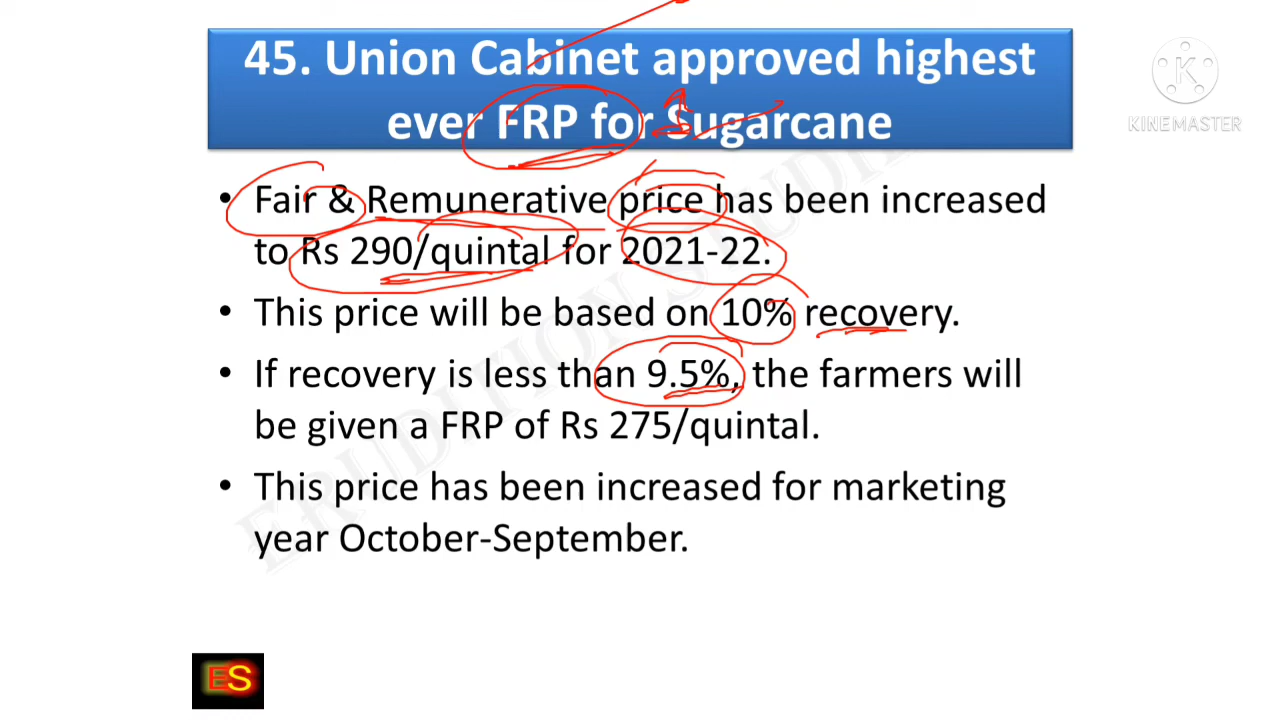 45. Union Cabinet approved highest
ever FRP for Sugarcane
K
KINEMASTER
• Fair & Remunerative price has been increased
to Rs 290/quintal for 2021-22.
• This price will be based on 10% recovery.
• If recovery is less than 9.5%, the farmers will
be given a FRP of Rs 275/quintal.
• This price has been increased for marketing
year October-September.
ERUDITION STUDIES
ES